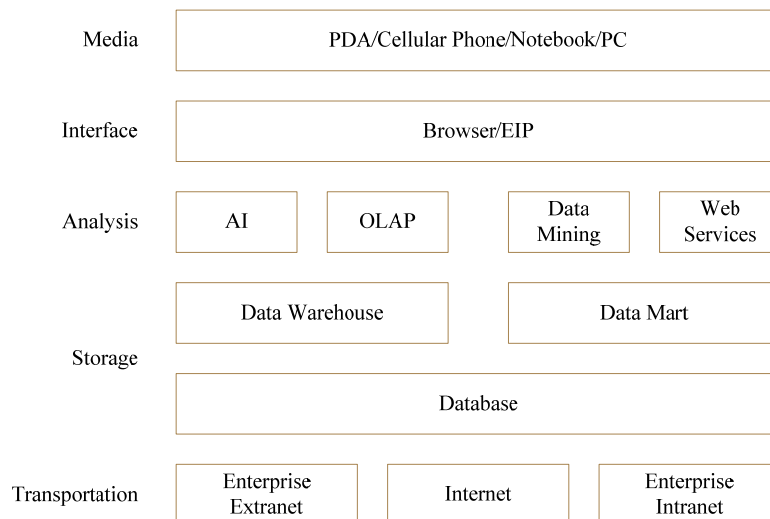 Media
PDA/Cellular Phone/Notebook/PC
Interface
Browser/EIP
Analysis
AI
OLAP
Data
Mining
Web
Services
Storage
Data Warehouse
Data Mart
Database
Transportation
Enterprise
Extranet
Internet
Enterprise
Intranet